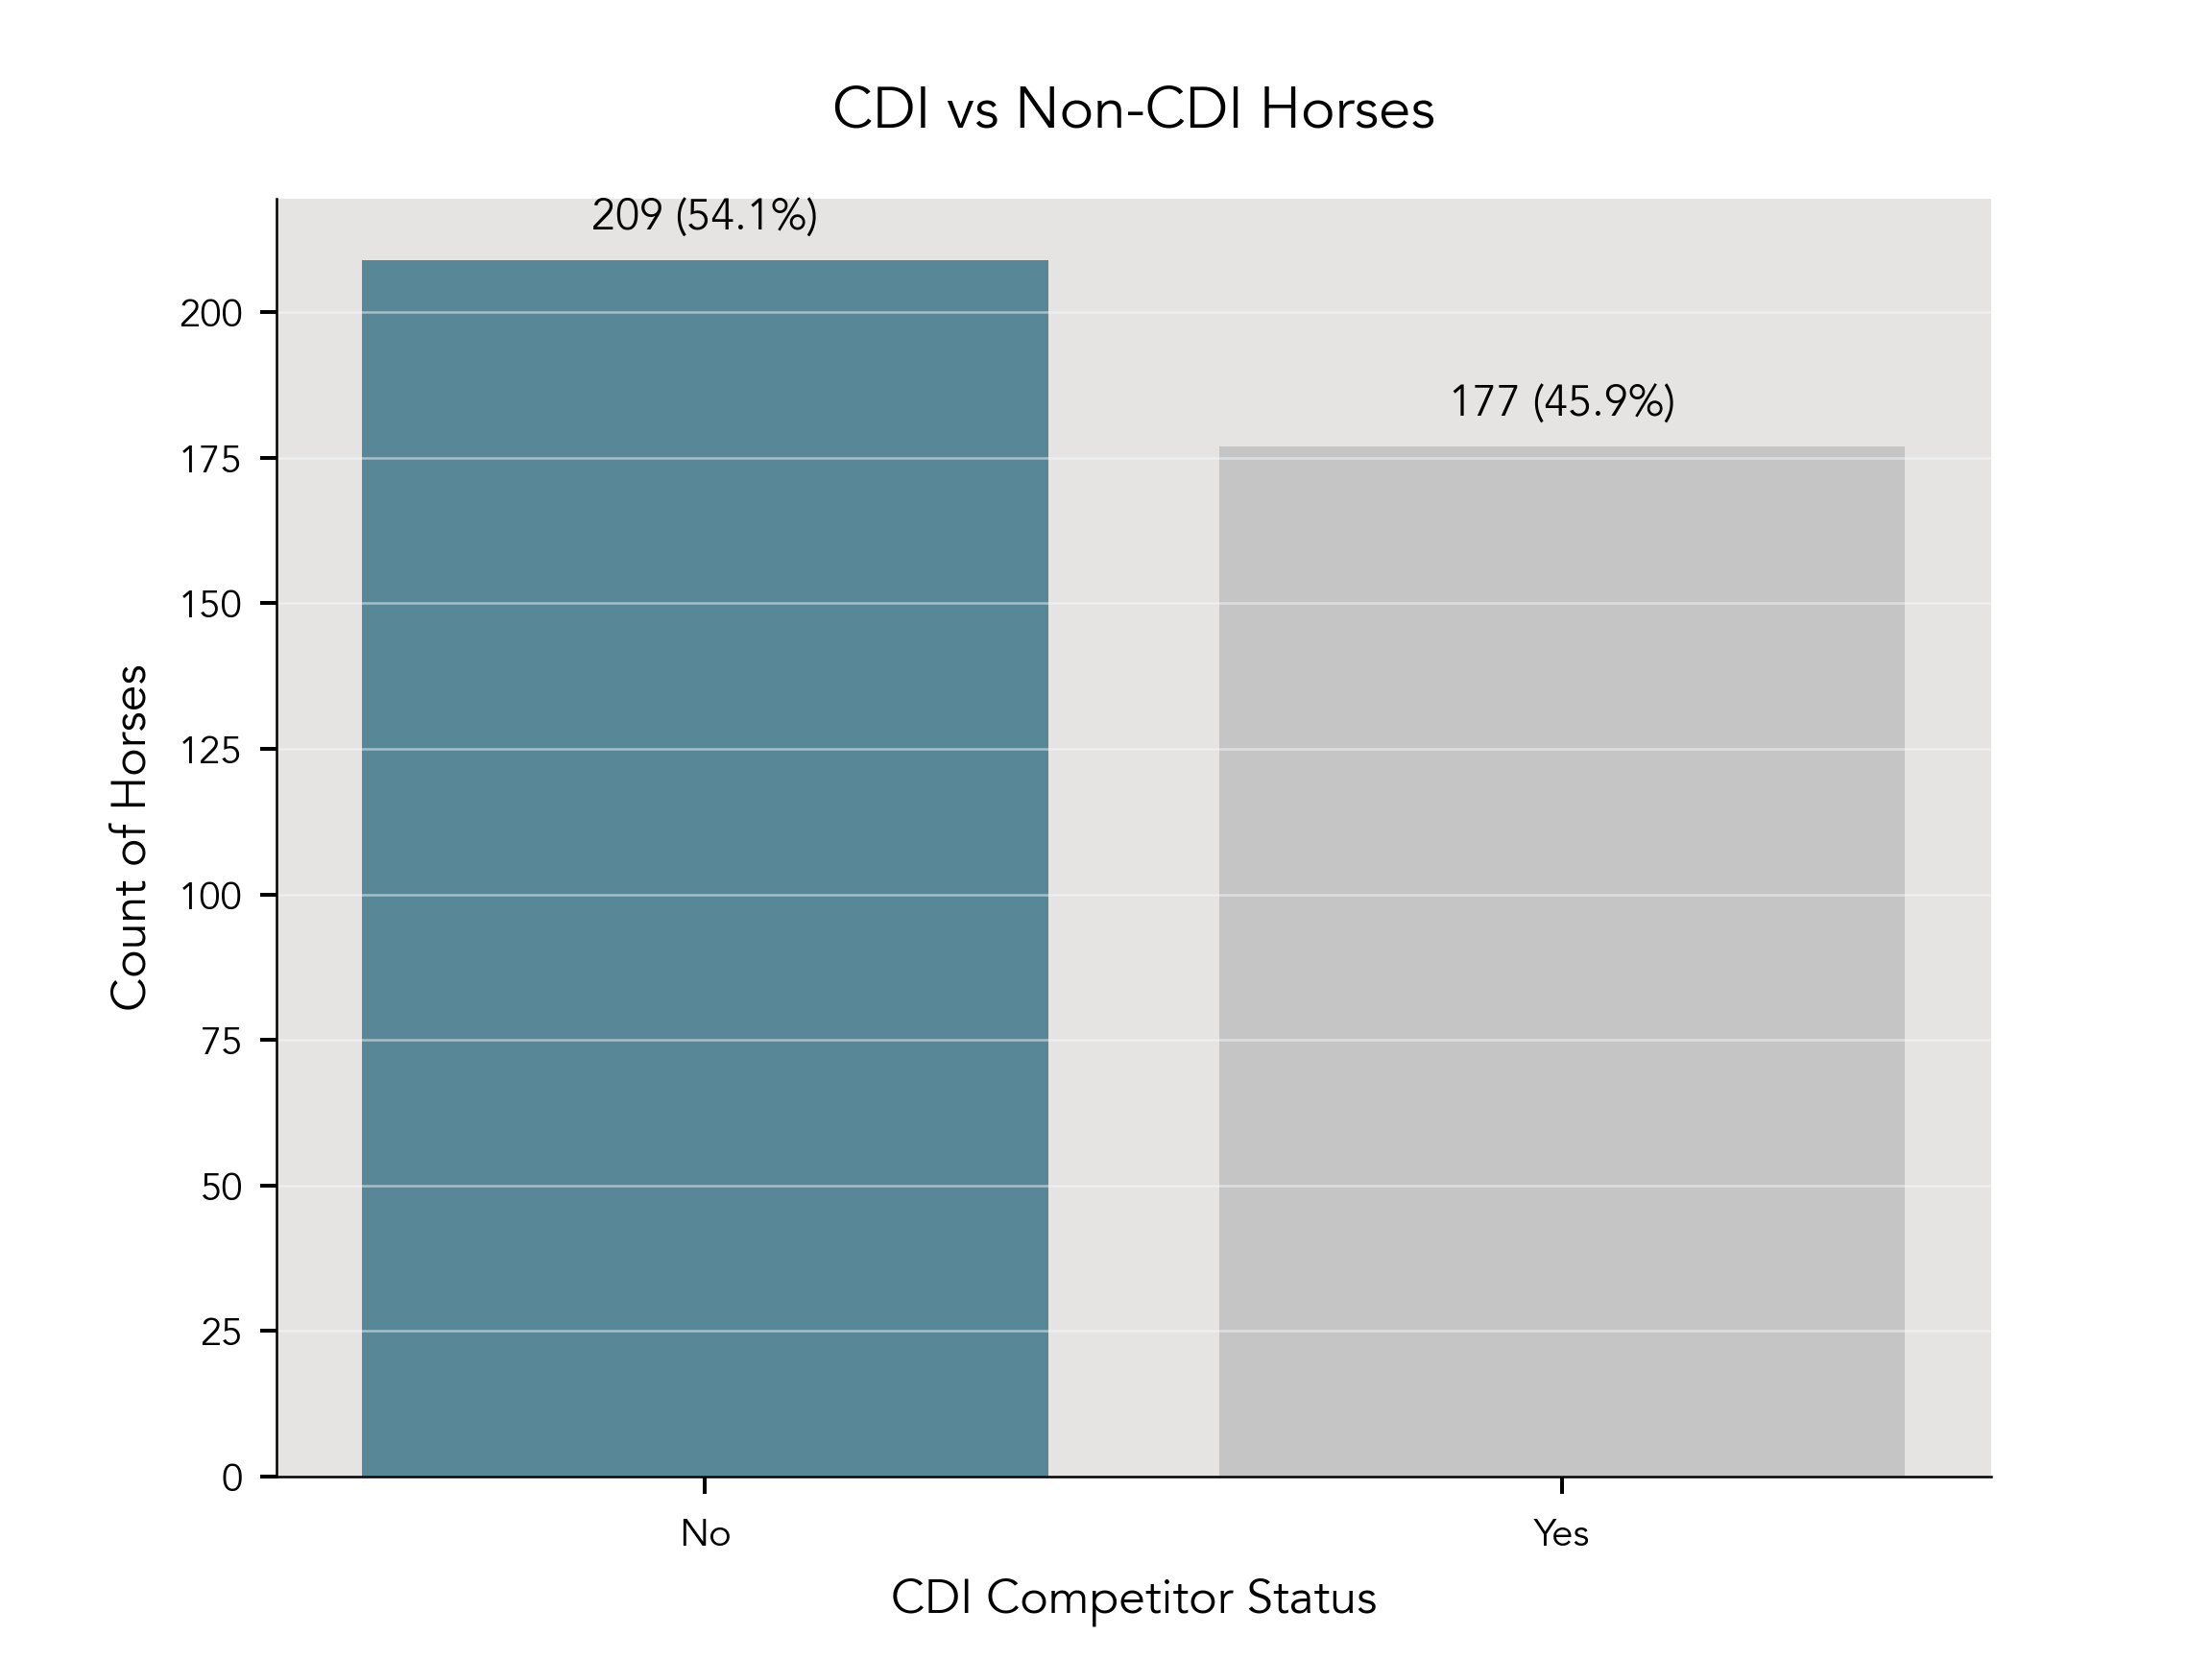 CDI vs Non-CDI Horses
209 (54.1%)
177 (45.9%)
200
175
150
125
100
75
50
25
0
Count of Horses
No
Yes
CDI Competitor Status